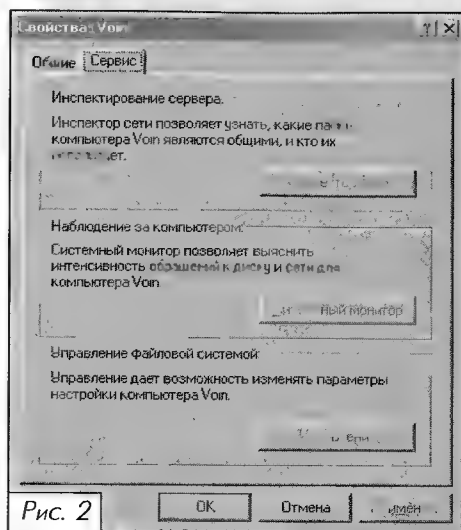 Свойства: Voin
Общие Сервис
Инспектирование сервера.
Инспектор сети позволяет узнать, какие
компьютера Voin являются общими, и кто их
Наблюдение за компьютером:
Системный монитор позволяет выяснить
интенсивность обращений к диску и сети для
компьютера Voin
монитор
Управление файловой системой:
Управление дает возможность изменять параметры
настройки компьютера Voin.
Рис. 2
OK Отмена